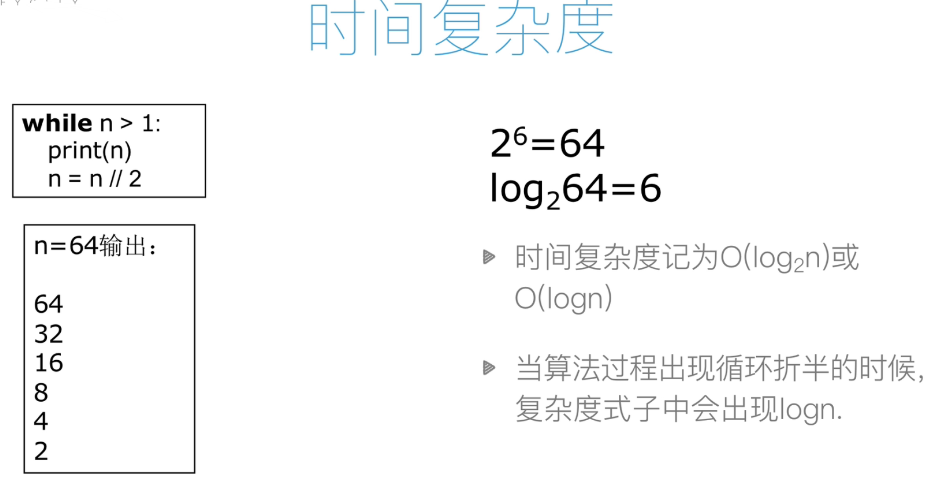 时间复杂度
while n > 1:
print(n)
n = n // 2
n=64输出：
64
32
16
8
4
2
2⁶=64
log₂64=6
时间复杂度记为O(log₂n)或
O(logn)
当算法过程出现循环折半的时候，
复杂度式子中会出现logn.